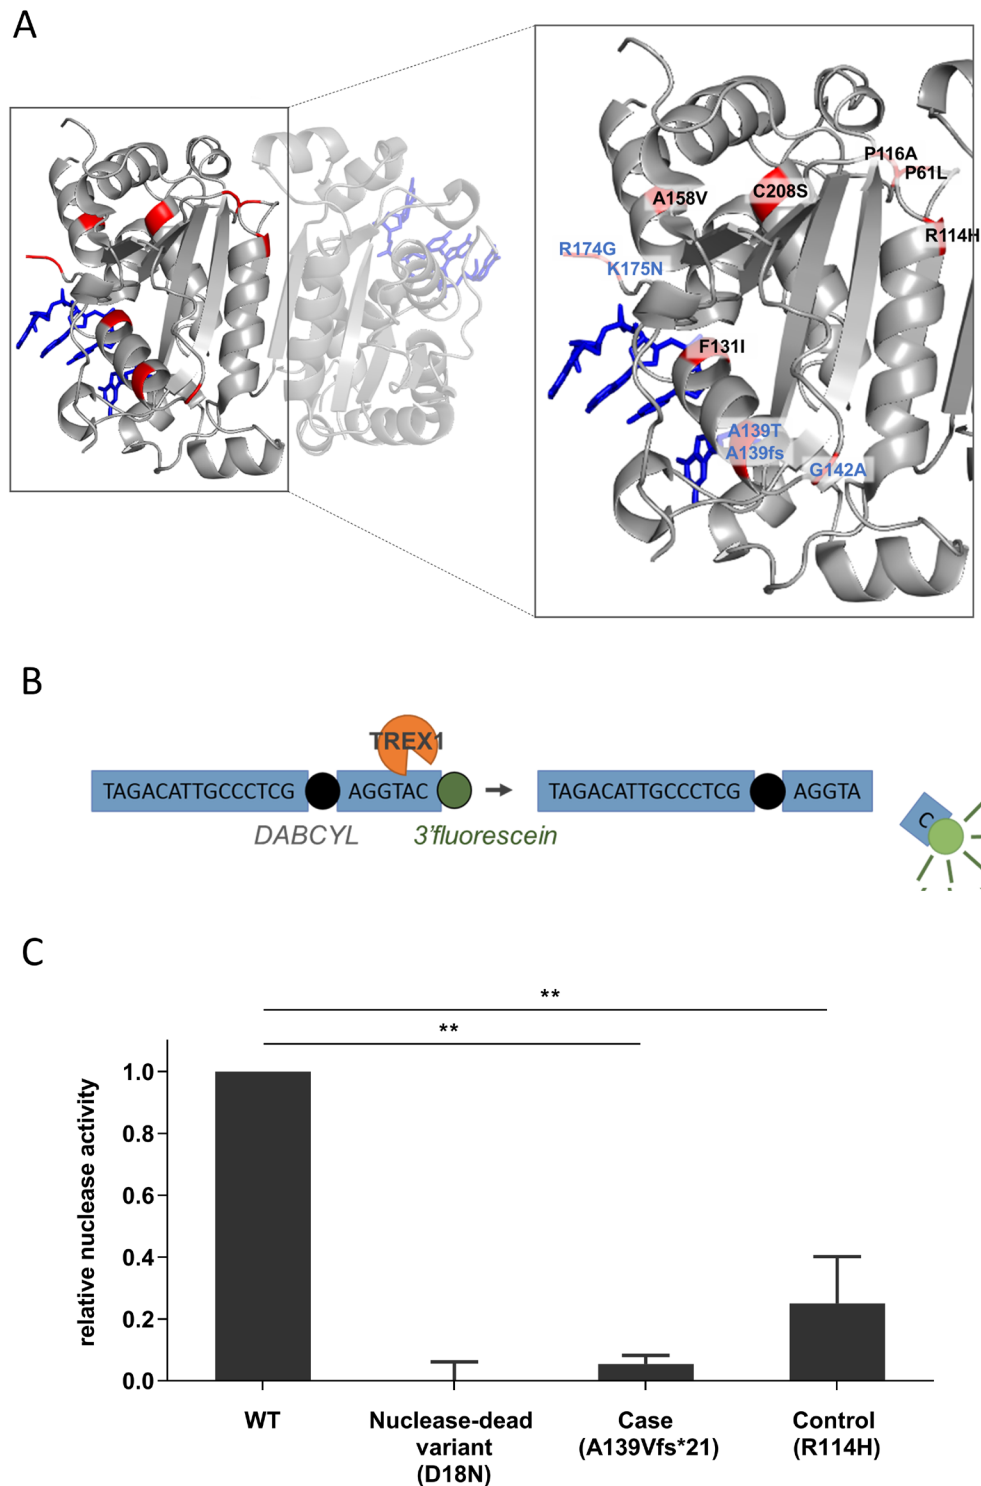 A
P116A
P61L
A158V
C208S
R114H
R174G
K175N
F131I
A139T
A139fs
G142A
B
TREX1
TAGACATTGCCCTCG
AGGTAC
TAGACATTGCCCTCG
AGGTA
C
DABCYL
3'fluorescein
C
**
**
relative nuclease activity
1.0
0.8
0.6
0.4
0.2
0.0
WT
Nuclease-dead
variant
(D18N)
Case
(A139Vfs*21)
Control
(R114H)